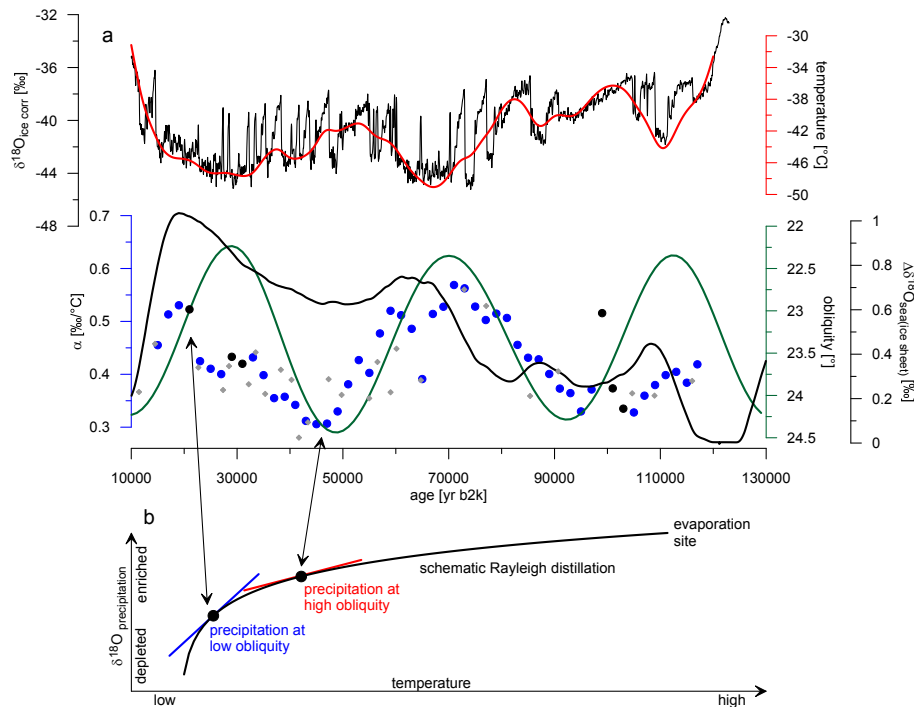 a
-32
-36
-40
-44
-48
δ18Oice corr [‰]
-30
-34
-38
-42
-46
-50
temperature [°C]
0.7
0.6
0.5
0.4
0.3
α [‰/°C]
22
22.5
23
23.5
24
24.5
obliquity [°]
1
0.8
0.6
0.4
0.2
0
Δδ18Osea(ice sheet) [‰]
10000 30000 50000 70000 90000 110000 130000
age [yr b2k]
b
evaporation
site
schematic Rayleigh distillation
precipitation at
high obliquity
precipitation at
low obliquity
δ18Oprecipitation
depleted enriched
temperature
low high